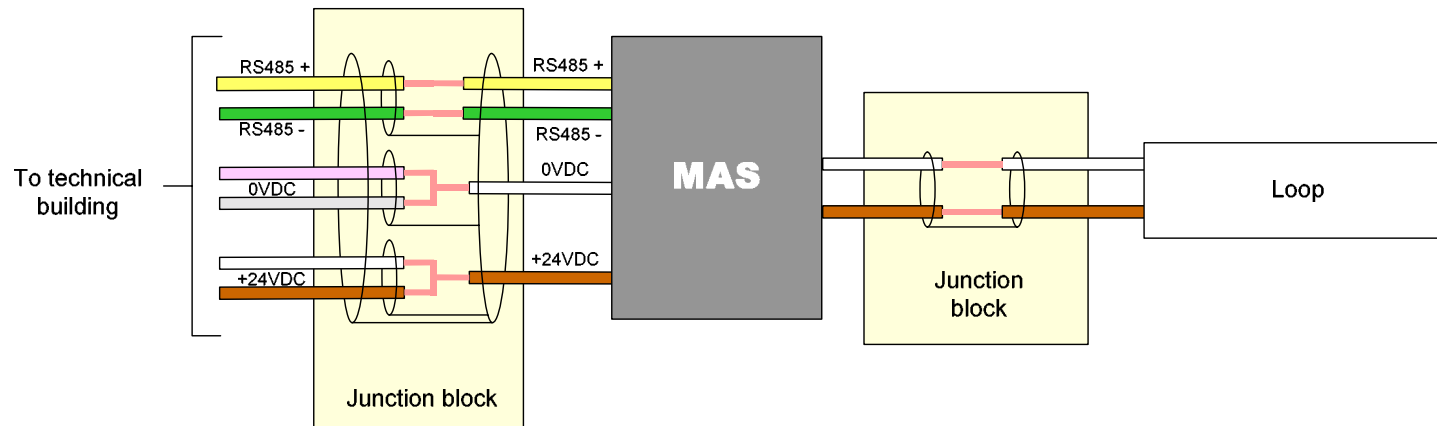 RS485 +
RS485 +
RS485 -
RS485 -
0VDC
0VDC
+24VDC
+24VDC
To technical
building
MAS
Loop
Junction
block
Junction block